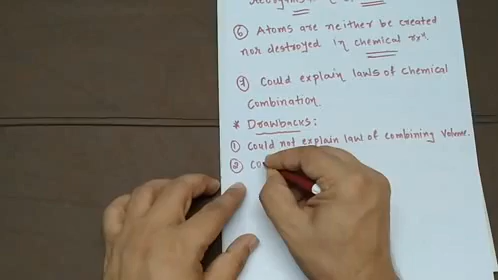 ⑥ Atoms are neither be created
nor destroyed in chemical rxⁿ.
⑦ Could explain laws of chemical
Combination.
* Drawbacks:
① Could not explain law of combining volume.
② Co